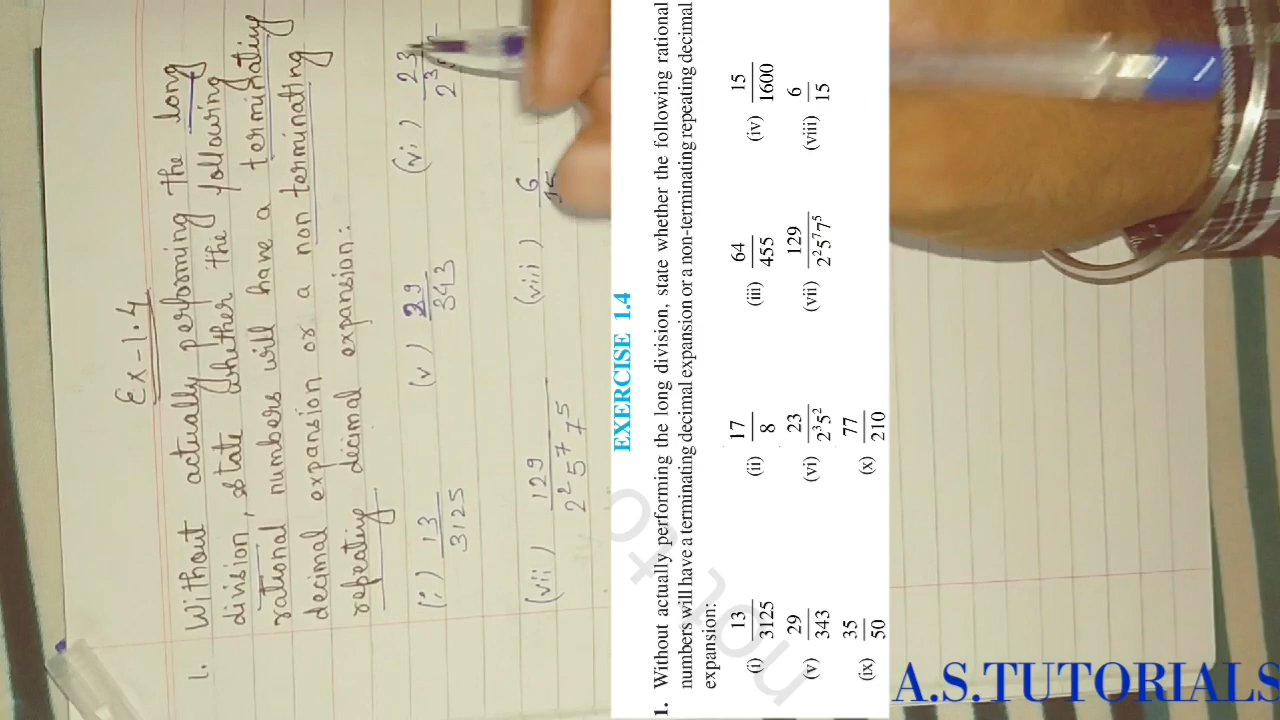 Ex-1.4
1. Without actually performing the long
division, state whether the following
rational numbers will have a terminating
decimal expansion or a non terminating
repeating decimal expansion:
(i) 13/3125 (v) 29/343 (vi) 23/2³
(vii) 129/2²5⁷7⁵ (viii) 6/15
EXERCISE 1.4
1. Without actually performing the long division, state whether the following rational
numbers will have a terminating decimal expansion or a non-terminating repeating decimal
expansion:
(i) 13/3125 (ii) 17/8 (iii) 64/455 (iv) 15/1600
(v) 29/343 (vi) 23/2³5² (vii) 129/2²5⁷7⁵ (viii) 6/15
(ix) 35/50 (x) 77/210
not to
A.S.TUTORIALS